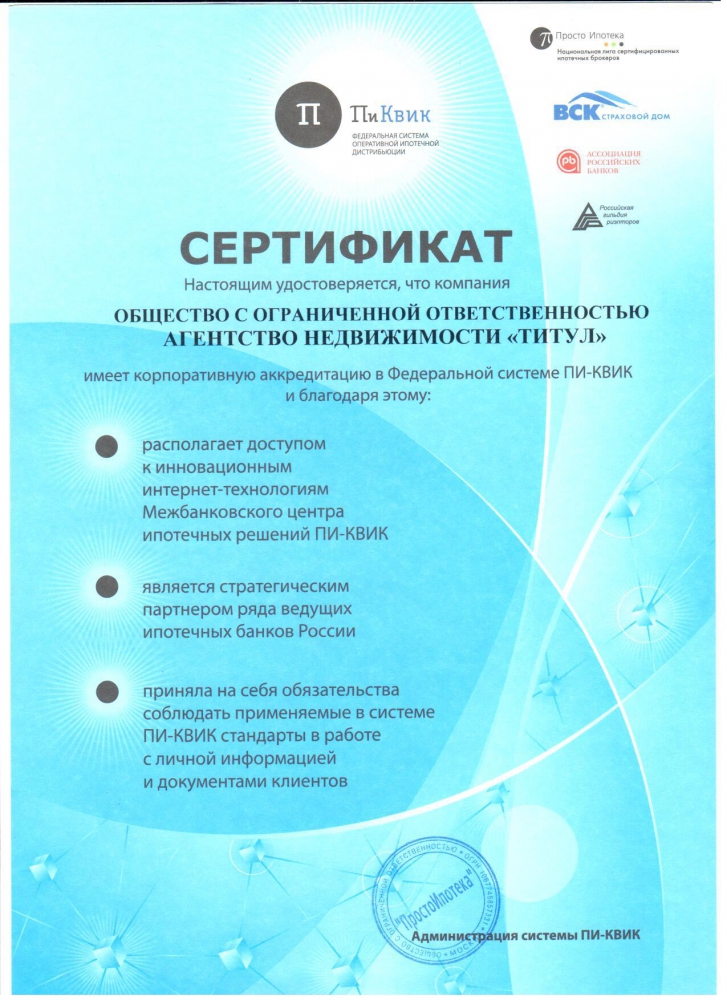 π Просто Ипотека
Национальная лига сертифицированных
ипотечных брокеров
П ПиКвик
ФЕДЕРАЛЬНАЯ СИСТЕМА
ОПЕРАТИВНОЙ ИПОТЕЧНОЙ
ДИСТРИБЬЮЦИИ
ВСК СТРАХОВОЙ ДОМ
АССОЦИАЦИЯ
РОССИЙСКИХ
БАНКОВ
Российская
гильдия
риэлторов
СЕРТИФИКАТ
Настоящим удостоверяется, что компания
ОБЩЕСТВО С ОГРАНИЧЕННОЙ ОТВЕТСТВЕННОСТЬЮ
АГЕНТСТВО НЕДВИЖИМОСТИ «ТИТУЛ»
имеет корпоративную аккредитацию в Федеральной системе ПИ-КВИК
и благодаря этому:
располагает доступом
к инновационным
интернет-технологиям
Межбанковского центра
ипотечных решений ПИ-КВИК
является стратегическим
партнером ряда ведущих
ипотечных банков России
приняла на себя обязательства
соблюдать применяемые в системе
ПИ-КВИК стандарты в работе
с личной информацией
и документами клиентов
ОБЩЕСТВО С ОГРАНИЧЕННОЙ ОТВЕТСТВЕННОСТЬЮ
"ПростоИпотека"
МОСКВА
Администрация системы ПИ-КВИК